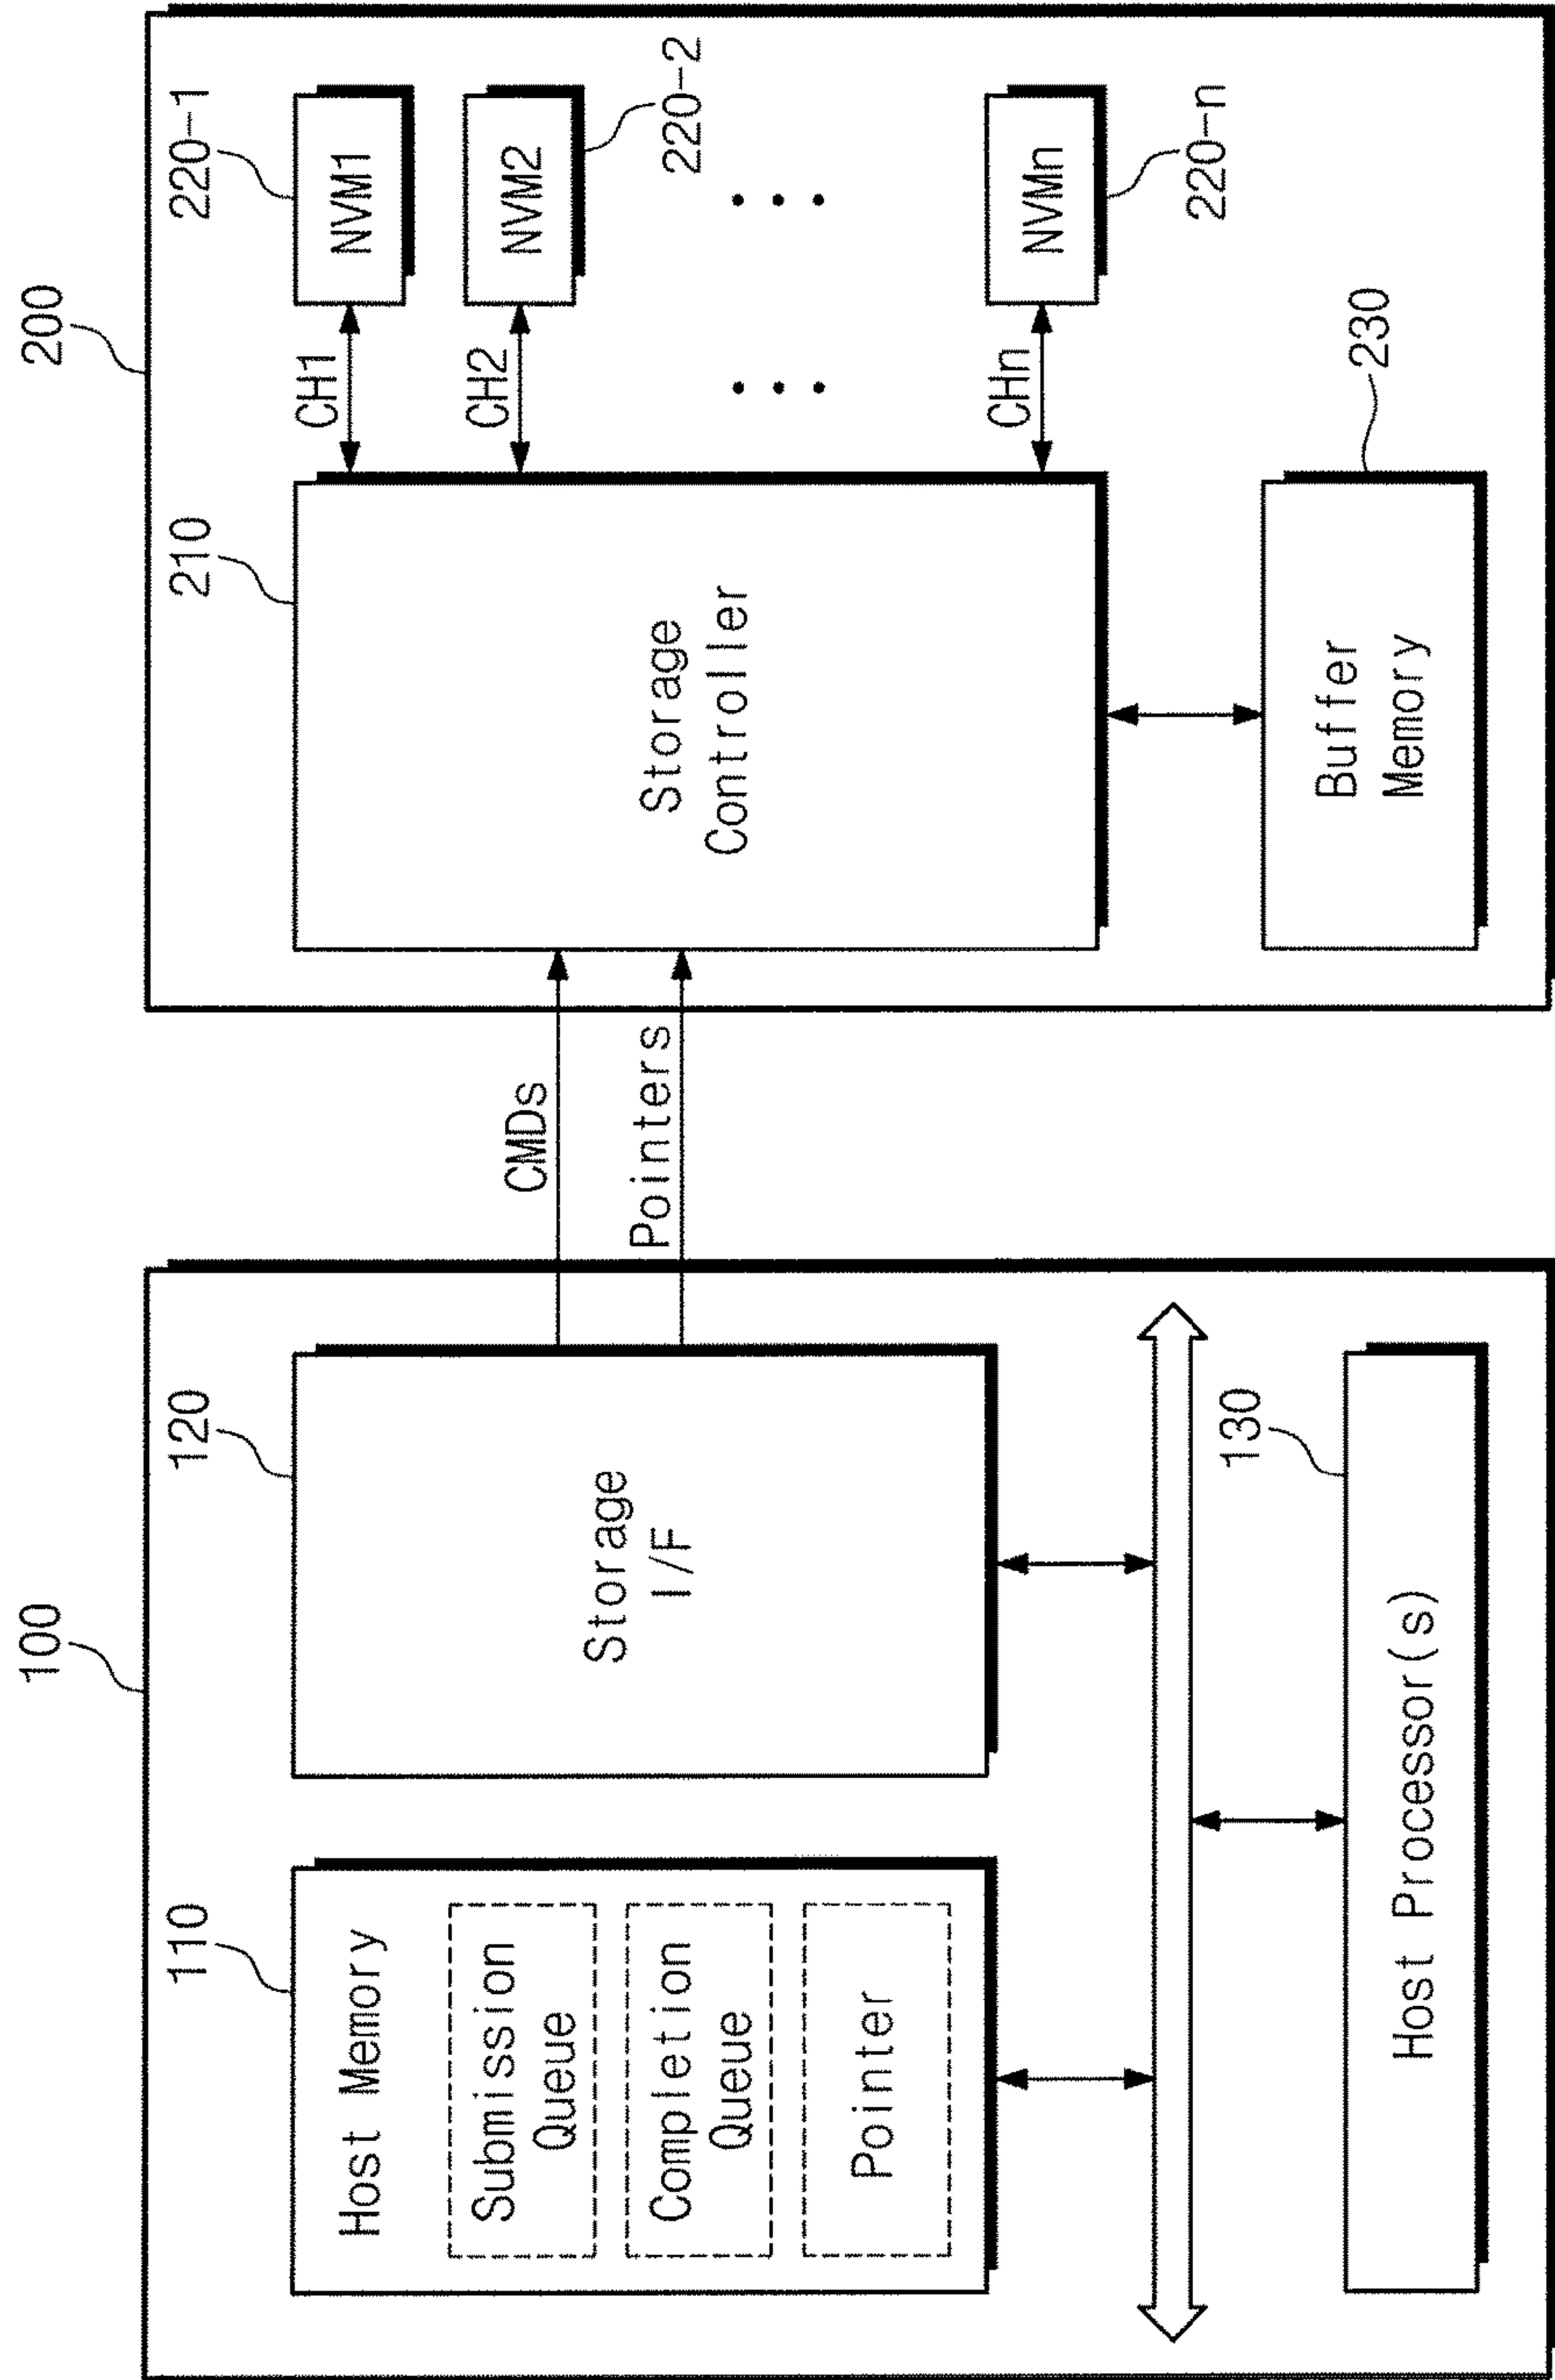 100
110
Host Memory
Submission
Queue
Completion
Queue
Pointer
120
Storage
I/F
130
Host Processor(s)
CMDs
Pointers
200
210
Storage
Controller
CH1
CH2
CHn
220-1
NVM1
NVM2
220-2
NVMn
220-n
230
Buffer
Memory